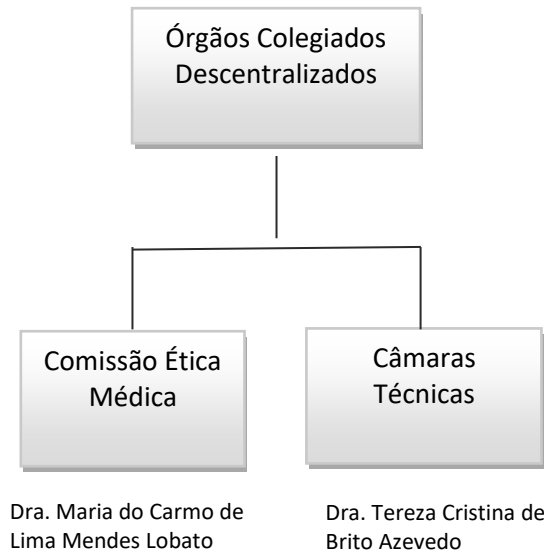 Órgãos Colegiados
Descentralizados
Comissão Ética
Médica
Câmaras
Técnicas
Dra. Maria do Carmo de
Lima Mendes Lobato
Dra. Tereza Cristina de
Brito Azevedo